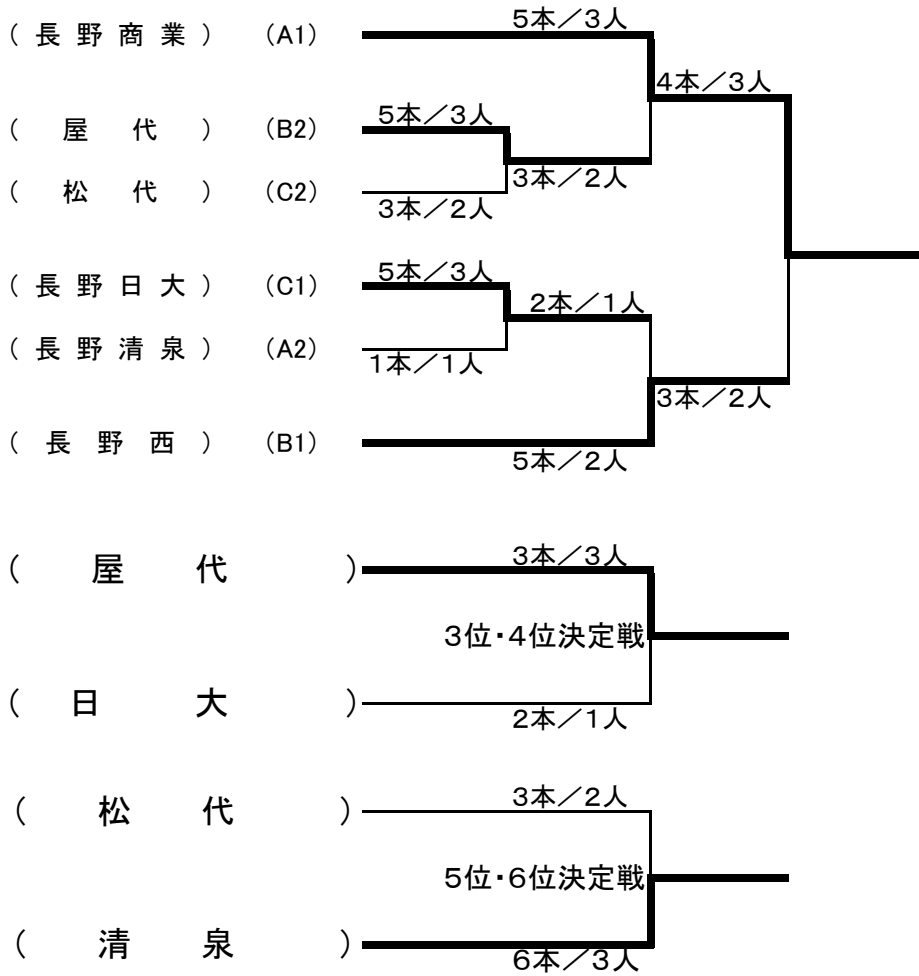 5本／3人
（長野商業） (A1)
4本／3人
5本／3人
（屋代） (B2)
3本／2人
（松代） (C2)
3本／2人
5本／3人
（長野日大） (C1)
2本／1人
（長野清泉） (A2)
1本／1人
3本／2人
（長野西） (B1)
5本／2人
3本／3人
（屋代）
3位・4位決定戦
（日大）
2本／1人
3本／2人
（松代）
5位・6位決定戦
（清泉）
6本／3人